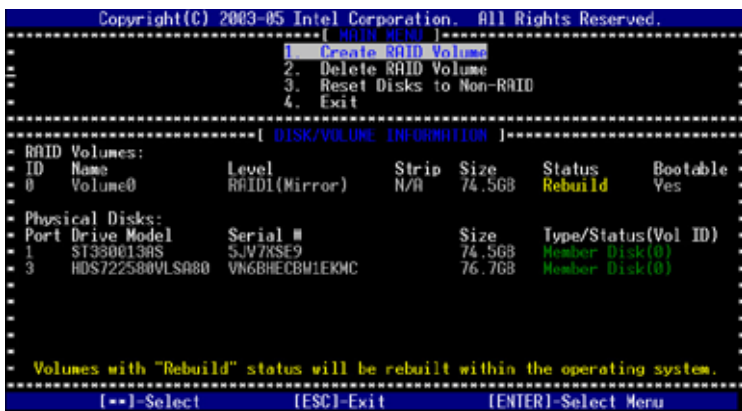 Copyright(C) 2003-05 Intel Corporation. All Rights Reserved.
[ MAIN MENU ]
1. Create RAID Volume
2. Delete RAID Volume
3. Reset Disks to Non-RAID
4. Exit
[ DISK/VOLUME INFORMATION ]
RAID Volumes:
ID Name Level Strip Size Status Bootable
0 Volume0 RAID1(Mirror) N/A 74.5GB Rebuild Yes
Physical Disks:
Port Drive Model Serial # Size Type/Status(Vol ID)
1 ST380013AS 5JV7XSE9 74.5GB Member Disk(0)
3 HDS722580VLSA80 VN6BHECBW1EKMC 76.7GB Member Disk(0)
Volumes with "Rebuild" status will be rebuilt within the operating system.
[↑↓]-Select [ESC]-Exit [ENTER]-Select Menu